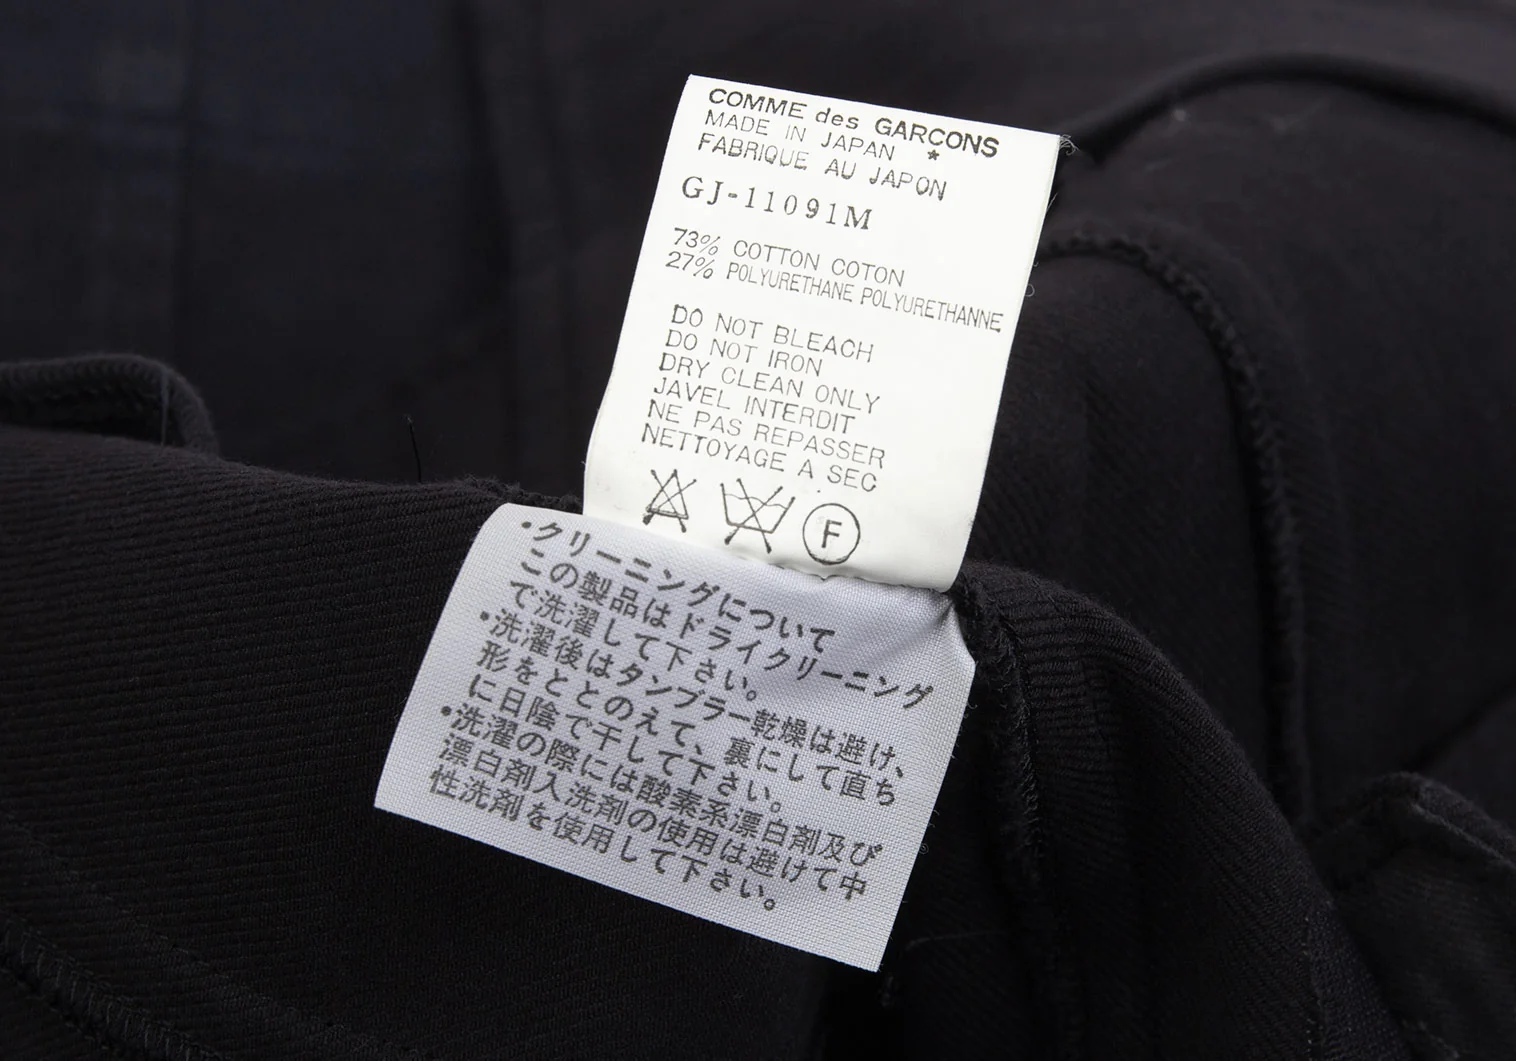 COMME des GARÇONS
MADE IN JAPAN *
FABRIQUE AU JAPON
GJ-11091M
73% COTTON COTON
27% POLYURETHANE POLYURETHANNE
DO NOT BLEACH
DO NOT IRON
DRY CLEAN ONLY
JAVEL INTERDIT
NE PAS REPASSER
NETTOYAGE A SEC
F
・クリーニングについて
この製品はドライクリーニング
で洗濯して下さい。
・洗濯後はタンブラー乾燥は避け、
形をととのえて、裏にして直ち
に日陰で干して下さい。
・洗濯の際には酸素系漂白剤及び
漂白剤入洗剤の使用は避けて中
性洗剤を使用して下さい。